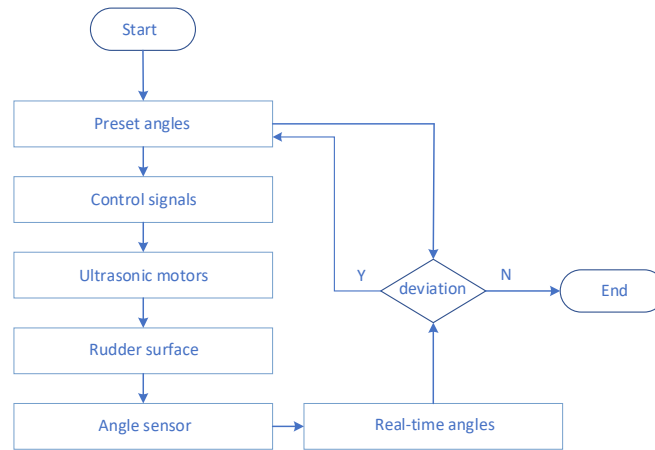 Start
Preset angles
Control signals
Ultrasonic motors
Y
deviation
N
End
Rudder surface
Angle sensor
Real-time angles